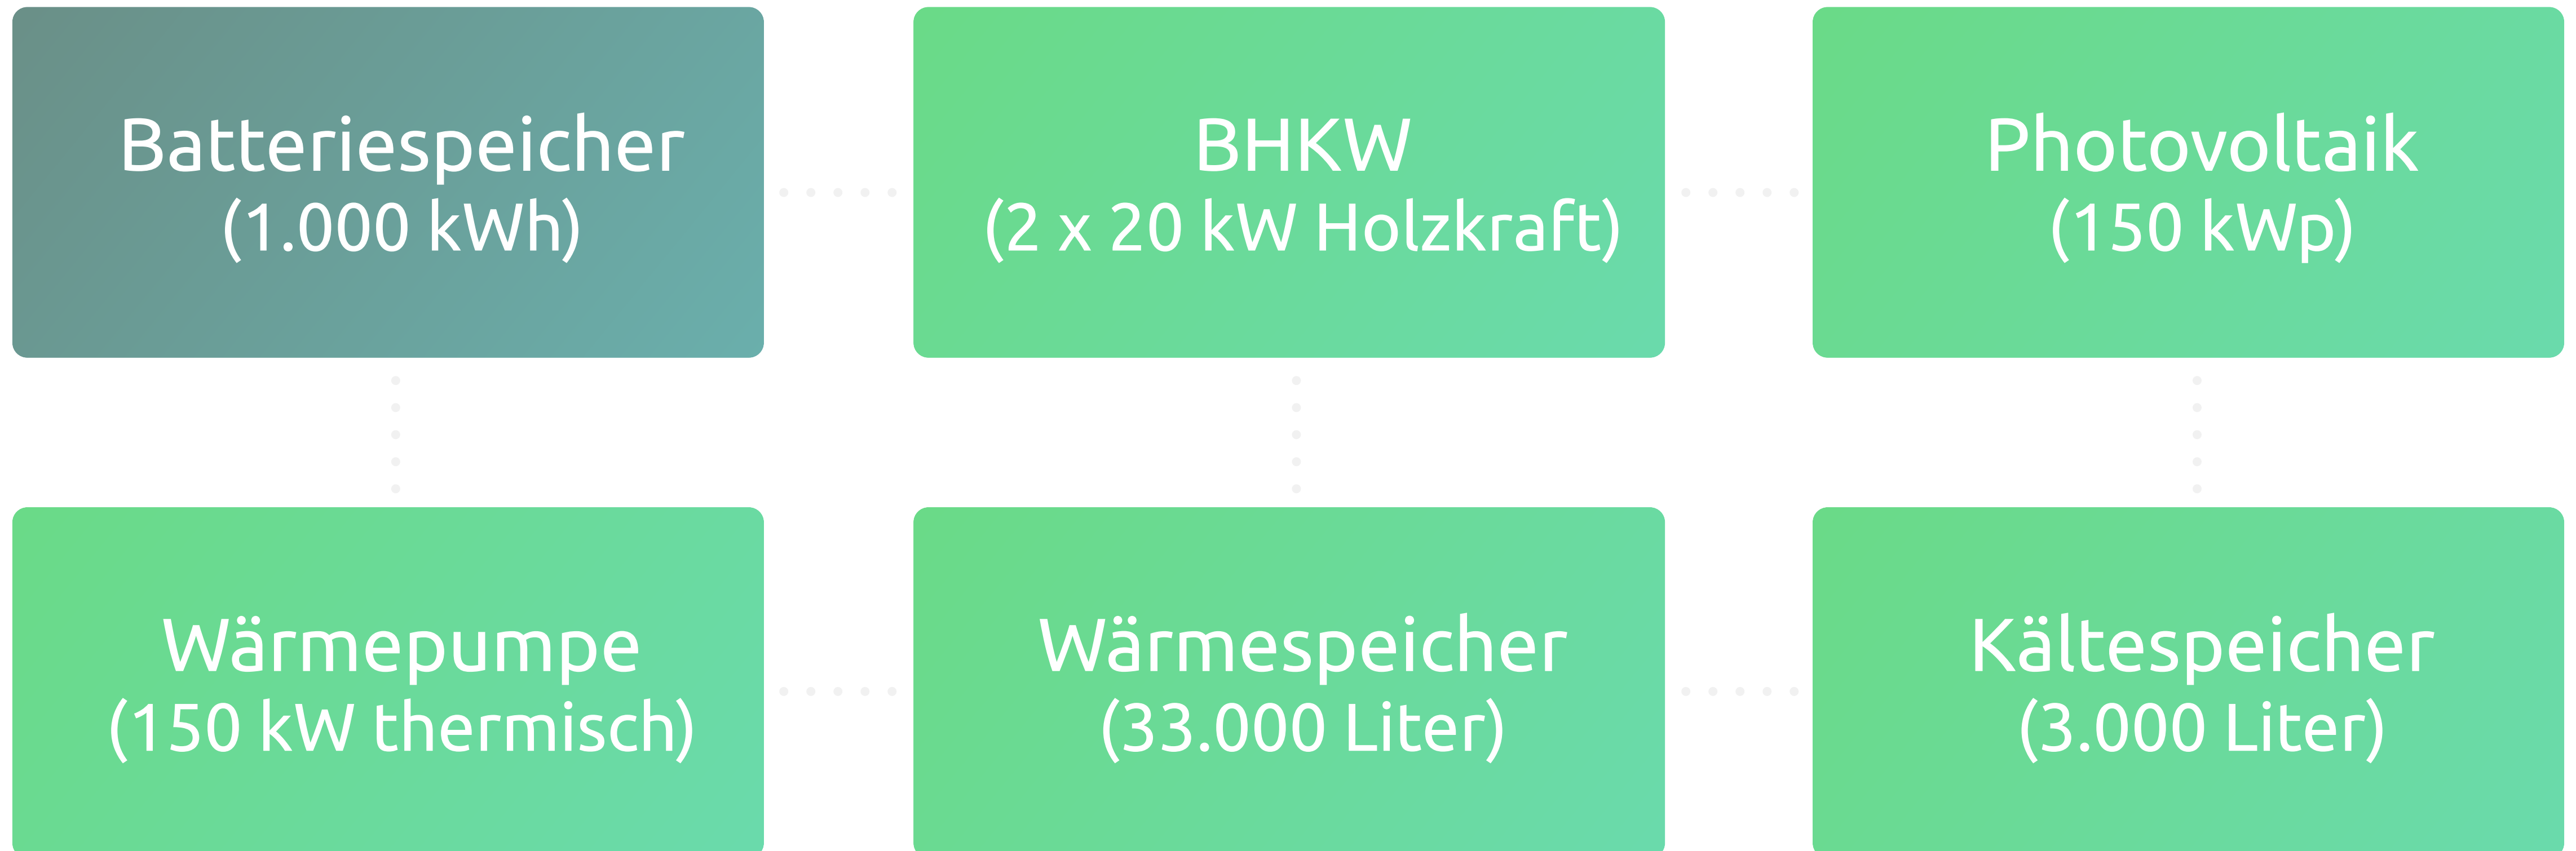 Batteriespeicher
(1.000 kWh)
BHKW
(2 x 20 kW Holzkraft)
Photovoltaik
(150 kWp)
Wärmepumpe
(150 kW thermisch)
Wärmespeicher
(33.000 Liter)
Kältespeicher
(3.000 Liter)